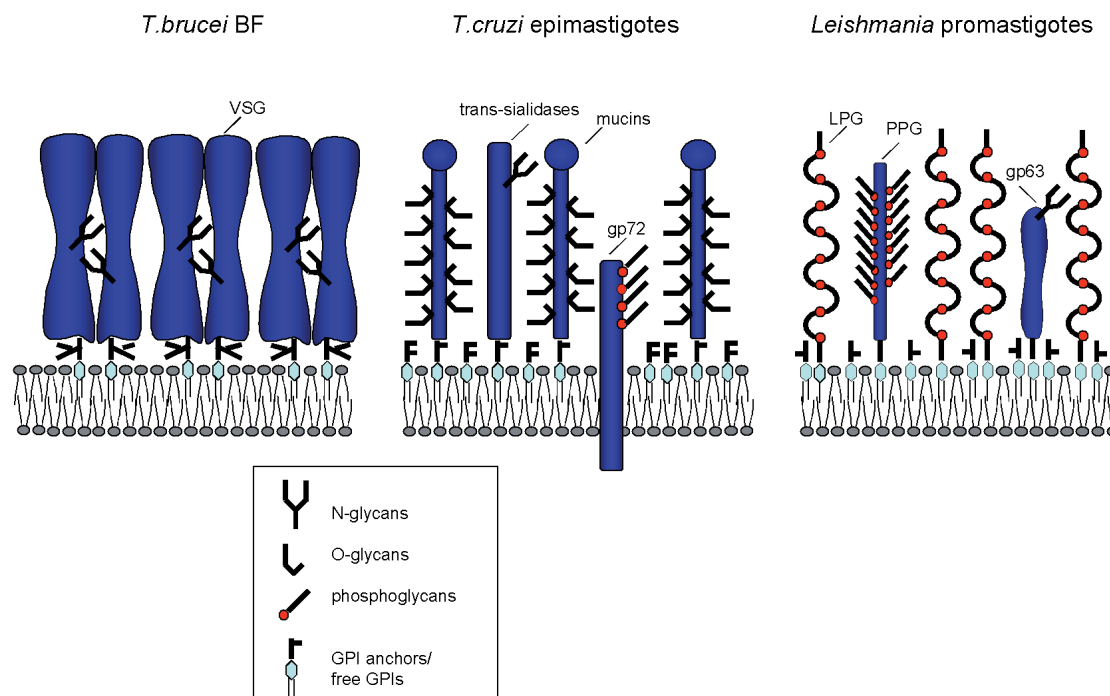 T.brucei BF
T.cruzi epimastigotes
Leishmania promastigotes
VSG
trans-sialidases
mucins
gp72
LPG
PPG
gp63
N-glycans
O-glycans
phosphoglycans
GPI anchors/
free GPIs